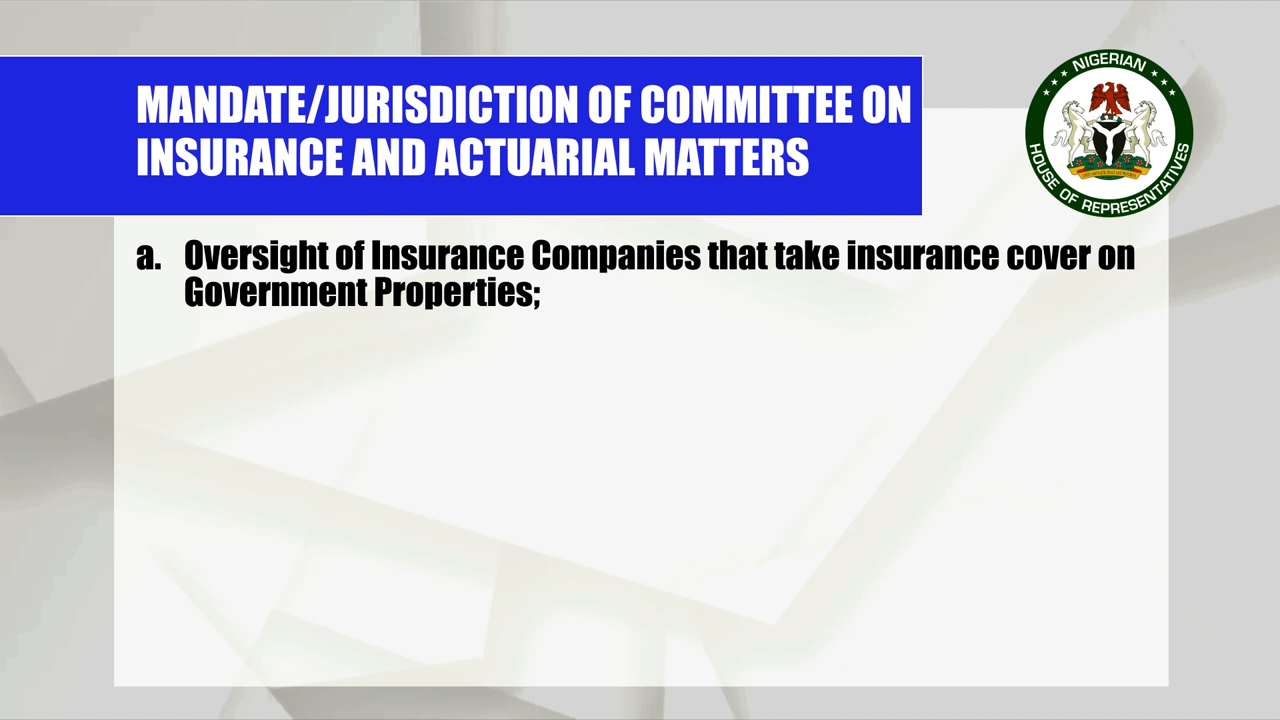 MANDATE/JURISDICTION OF COMMITTEE ON
INSURANCE AND ACTUARIAL MATTERS
NIGERIAN
HOUSE OF REPRESENTATIVES
a. Oversight of Insurance Companies that take insurance cover on
Government Properties;